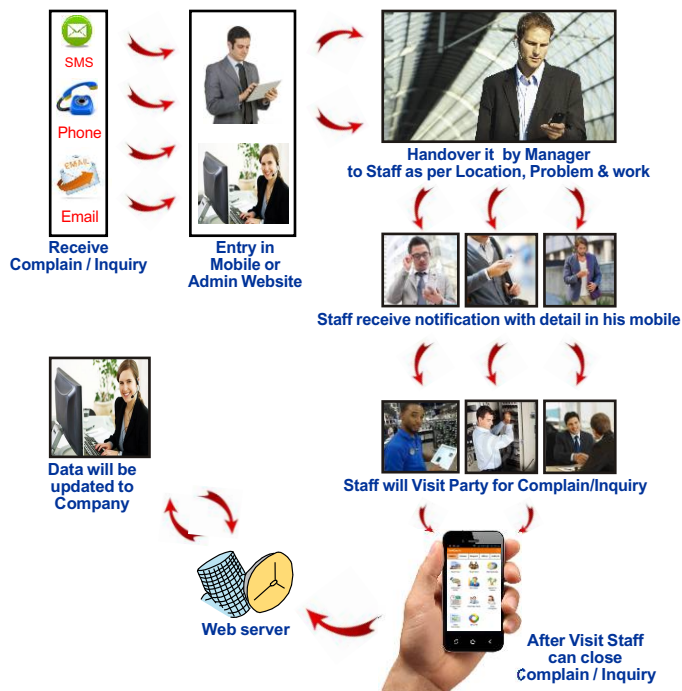 SMS
Phone
EMAIL
Email
Receive
Complain / Inquiry
Entry in
Mobile or
Admin Website
Handover it by Manager
to Staff as per Location, Problem & work
Staff receive notification with detail in his mobile
Staff will Visit Party for Complain/Inquiry
After Visit Staff
can close
Complain / Inquiry
Web server
Data will be
updated to
Company